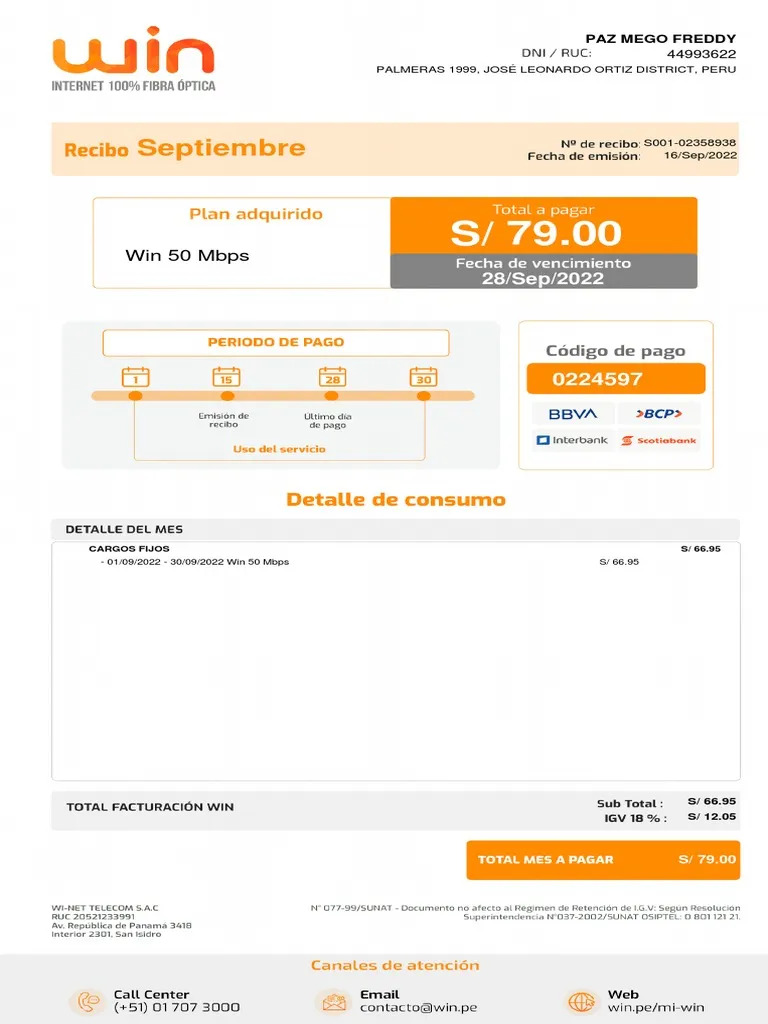 win
INTERNET 100% FIBRA ÓPTICA
PAZ MEGO FREDDY
DNI / RUC: 44993622
PALMERAS 1999, JOSÉ LEONARDO ORTIZ DISTRICT, PERU
Recibo Septiembre
Nº de recibo: S001-02358938
Fecha de emisión: 16/Sep/2022
Plan adquirido
Win 50 Mbps
Total a pagar
S/ 79.00
Fecha de vencimiento
28/Sep/2022
PERIODO DE PAGO
1 15 28 30
Emisión de
recibo
Último día
de pago
Uso del servicio
Código de pago
0224597
BBVA BCP
Interbank Scotiabank
Detalle de consumo
DETALLE DEL MES
CARGOS FIJOS S/ 66.95
- 01/09/2022 - 30/09/2022 Win 50 Mbps S/ 66.95
TOTAL FACTURACIÓN WIN
Sub Total : S/ 66.95
IGV 18 % : S/ 12.05
TOTAL MES A PAGAR S/ 79.00
WI-NET TELECOM S.A.C
RUC 20521233991
Av. República de Panamá 3418
Interior 2301, San Isidro
N° 077-99/SUNAT - Documento no afecto al Regimen de Retención de I.G.V: Según Resolucion
Superintendencia N°037-2002/SUNAT OSIPTEL: 0 801 121 21.
Canales de atención
Call Center
(+51) 01 707 3000
Email
contacto@win.pe
Web
win.pe/mi-win